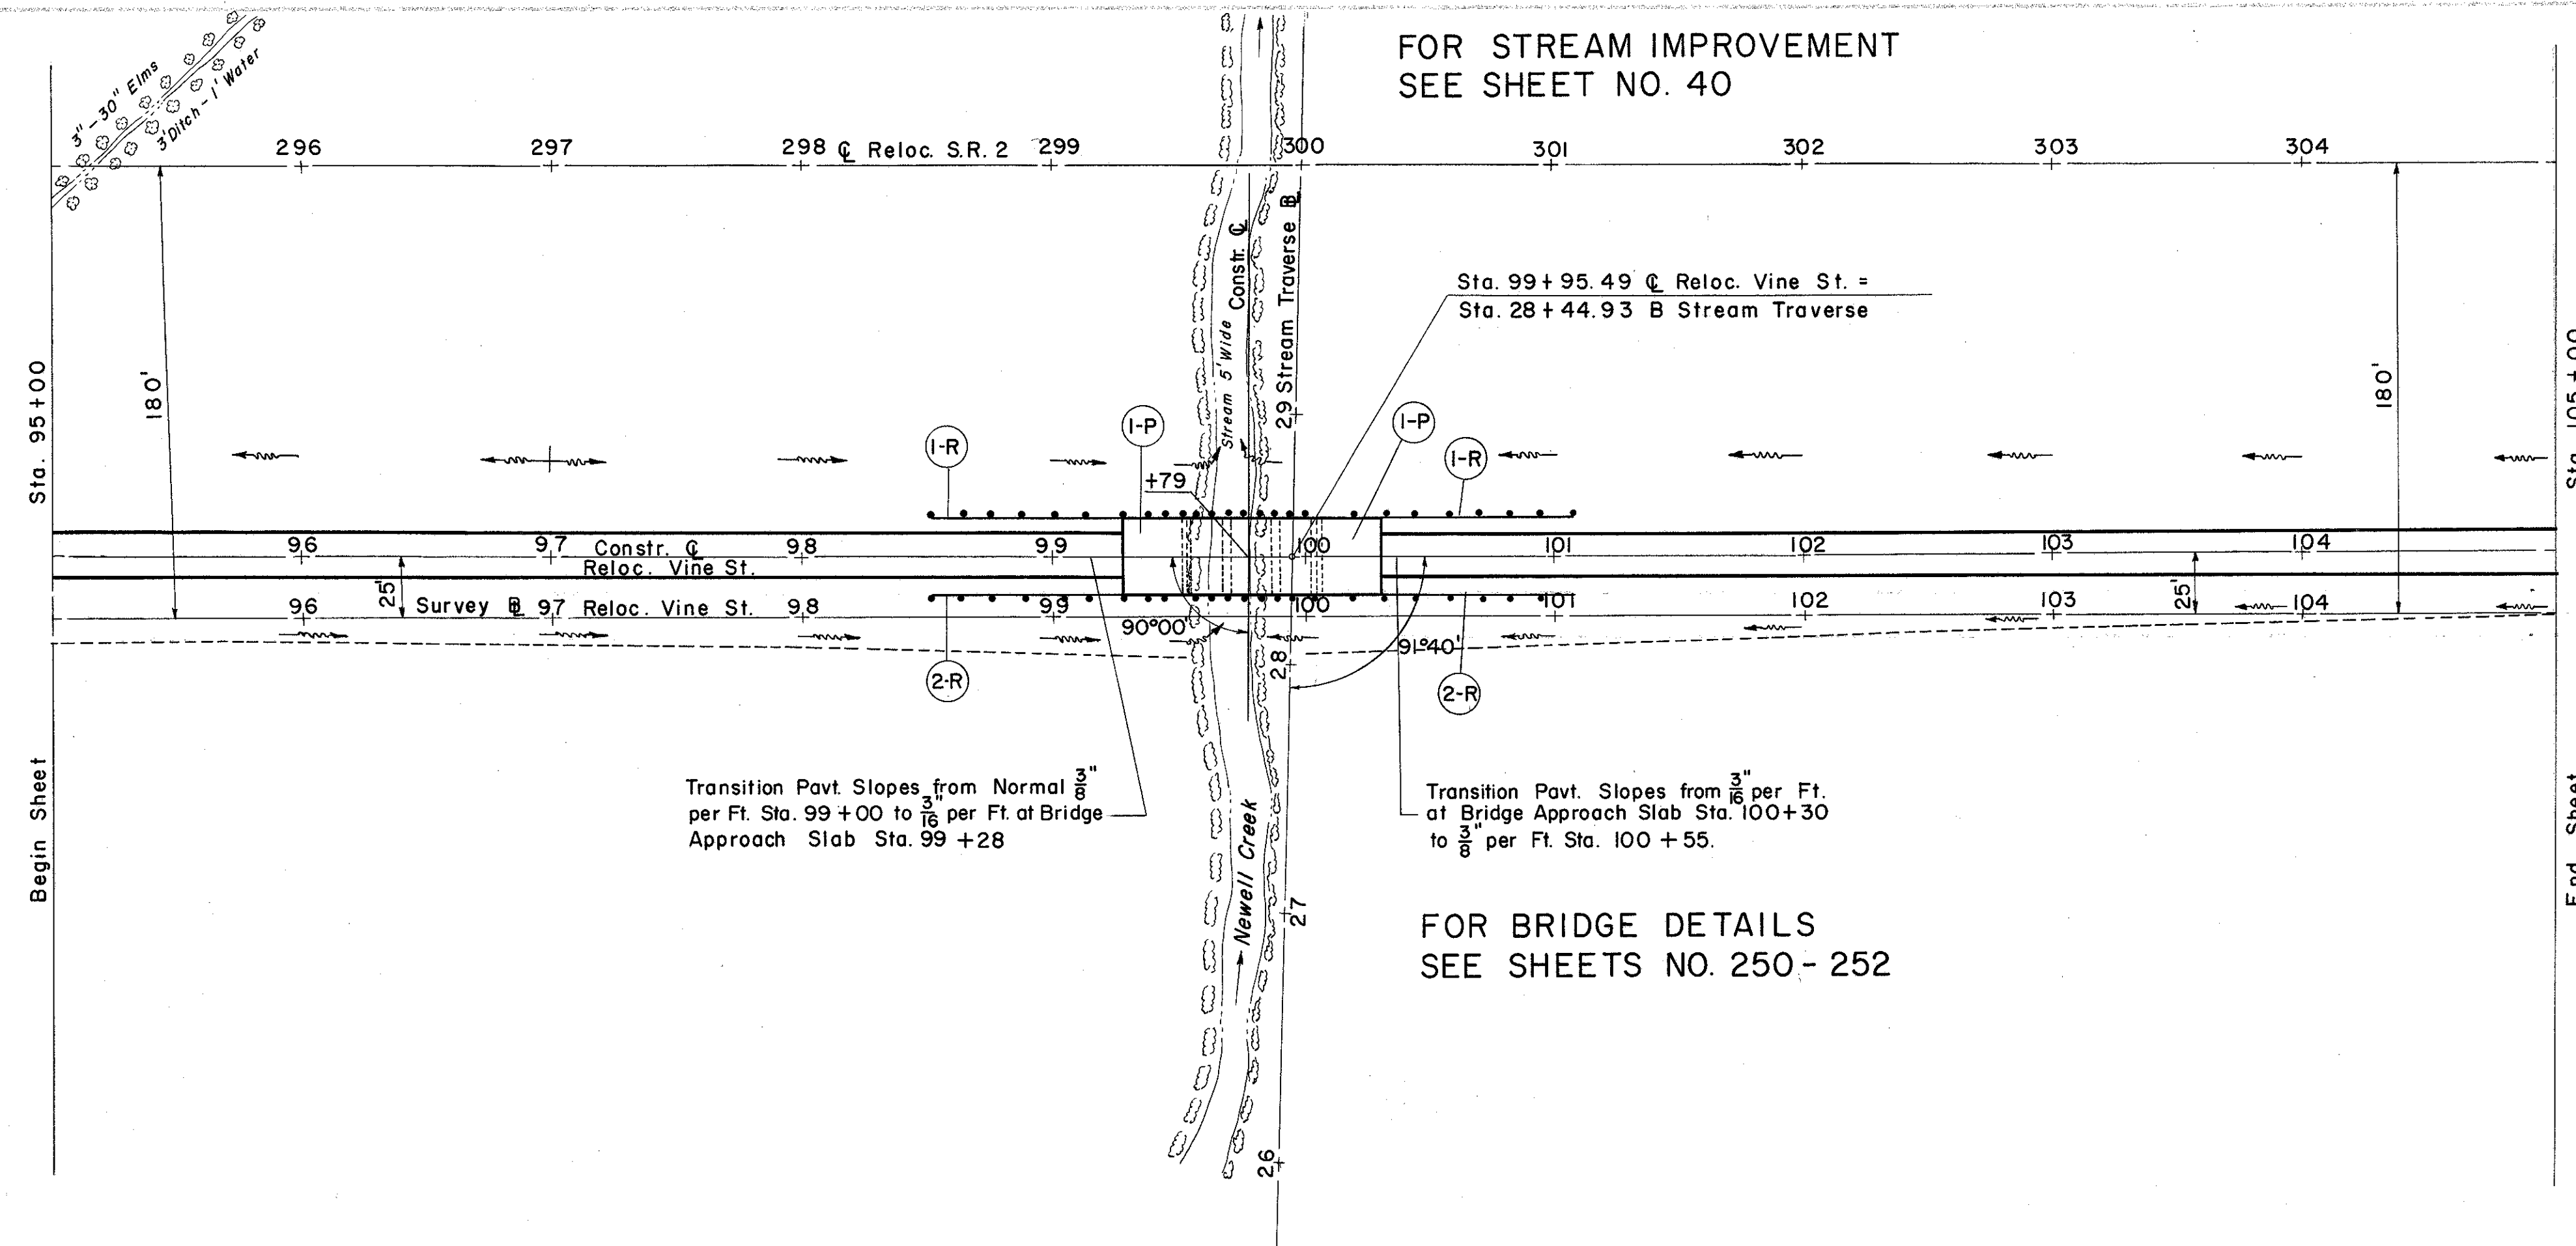 FOR STREAM IMPROVEMENT
SEE SHEET NO. 40
3"-30" Elms
3' Ditch - 1' Water
296 297 298 ℄ Reloc. S.R. 2 299 300 301 302 303 304
Sta. 95+00
Begin Sheet
180'
Stream 5' Wide
Constr. ℄
29 Stream Traverse B
Sta. 99+95.49 ℄ Reloc. Vine St. =
Sta. 28+44.93 B Stream Traverse
180'
Sta. 105+00
End Sheet
1-R
1-P
1-P
1-R
+79
96 97 Constr. ℄ 98 99 100 101 102 103 104
Reloc. Vine St.
25'
25'
96 Survey B 97 Reloc. Vine St. 98 99 100 101 102 103 104
90°00'
91°40'
28
2-R
2-R
Transition Pavt. Slopes from Normal 3/8"
per Ft. Sta. 99+00 to 3/16" per Ft. at Bridge
Approach Slab Sta. 99+28
Transition Pavt. Slopes from 3/16" per Ft.
at Bridge Approach Slab Sta. 100+30
to 3/8" per Ft. Sta. 100+55.
Newell Creek
27
FOR BRIDGE DETAILS
SEE SHEETS NO. 250-252
26